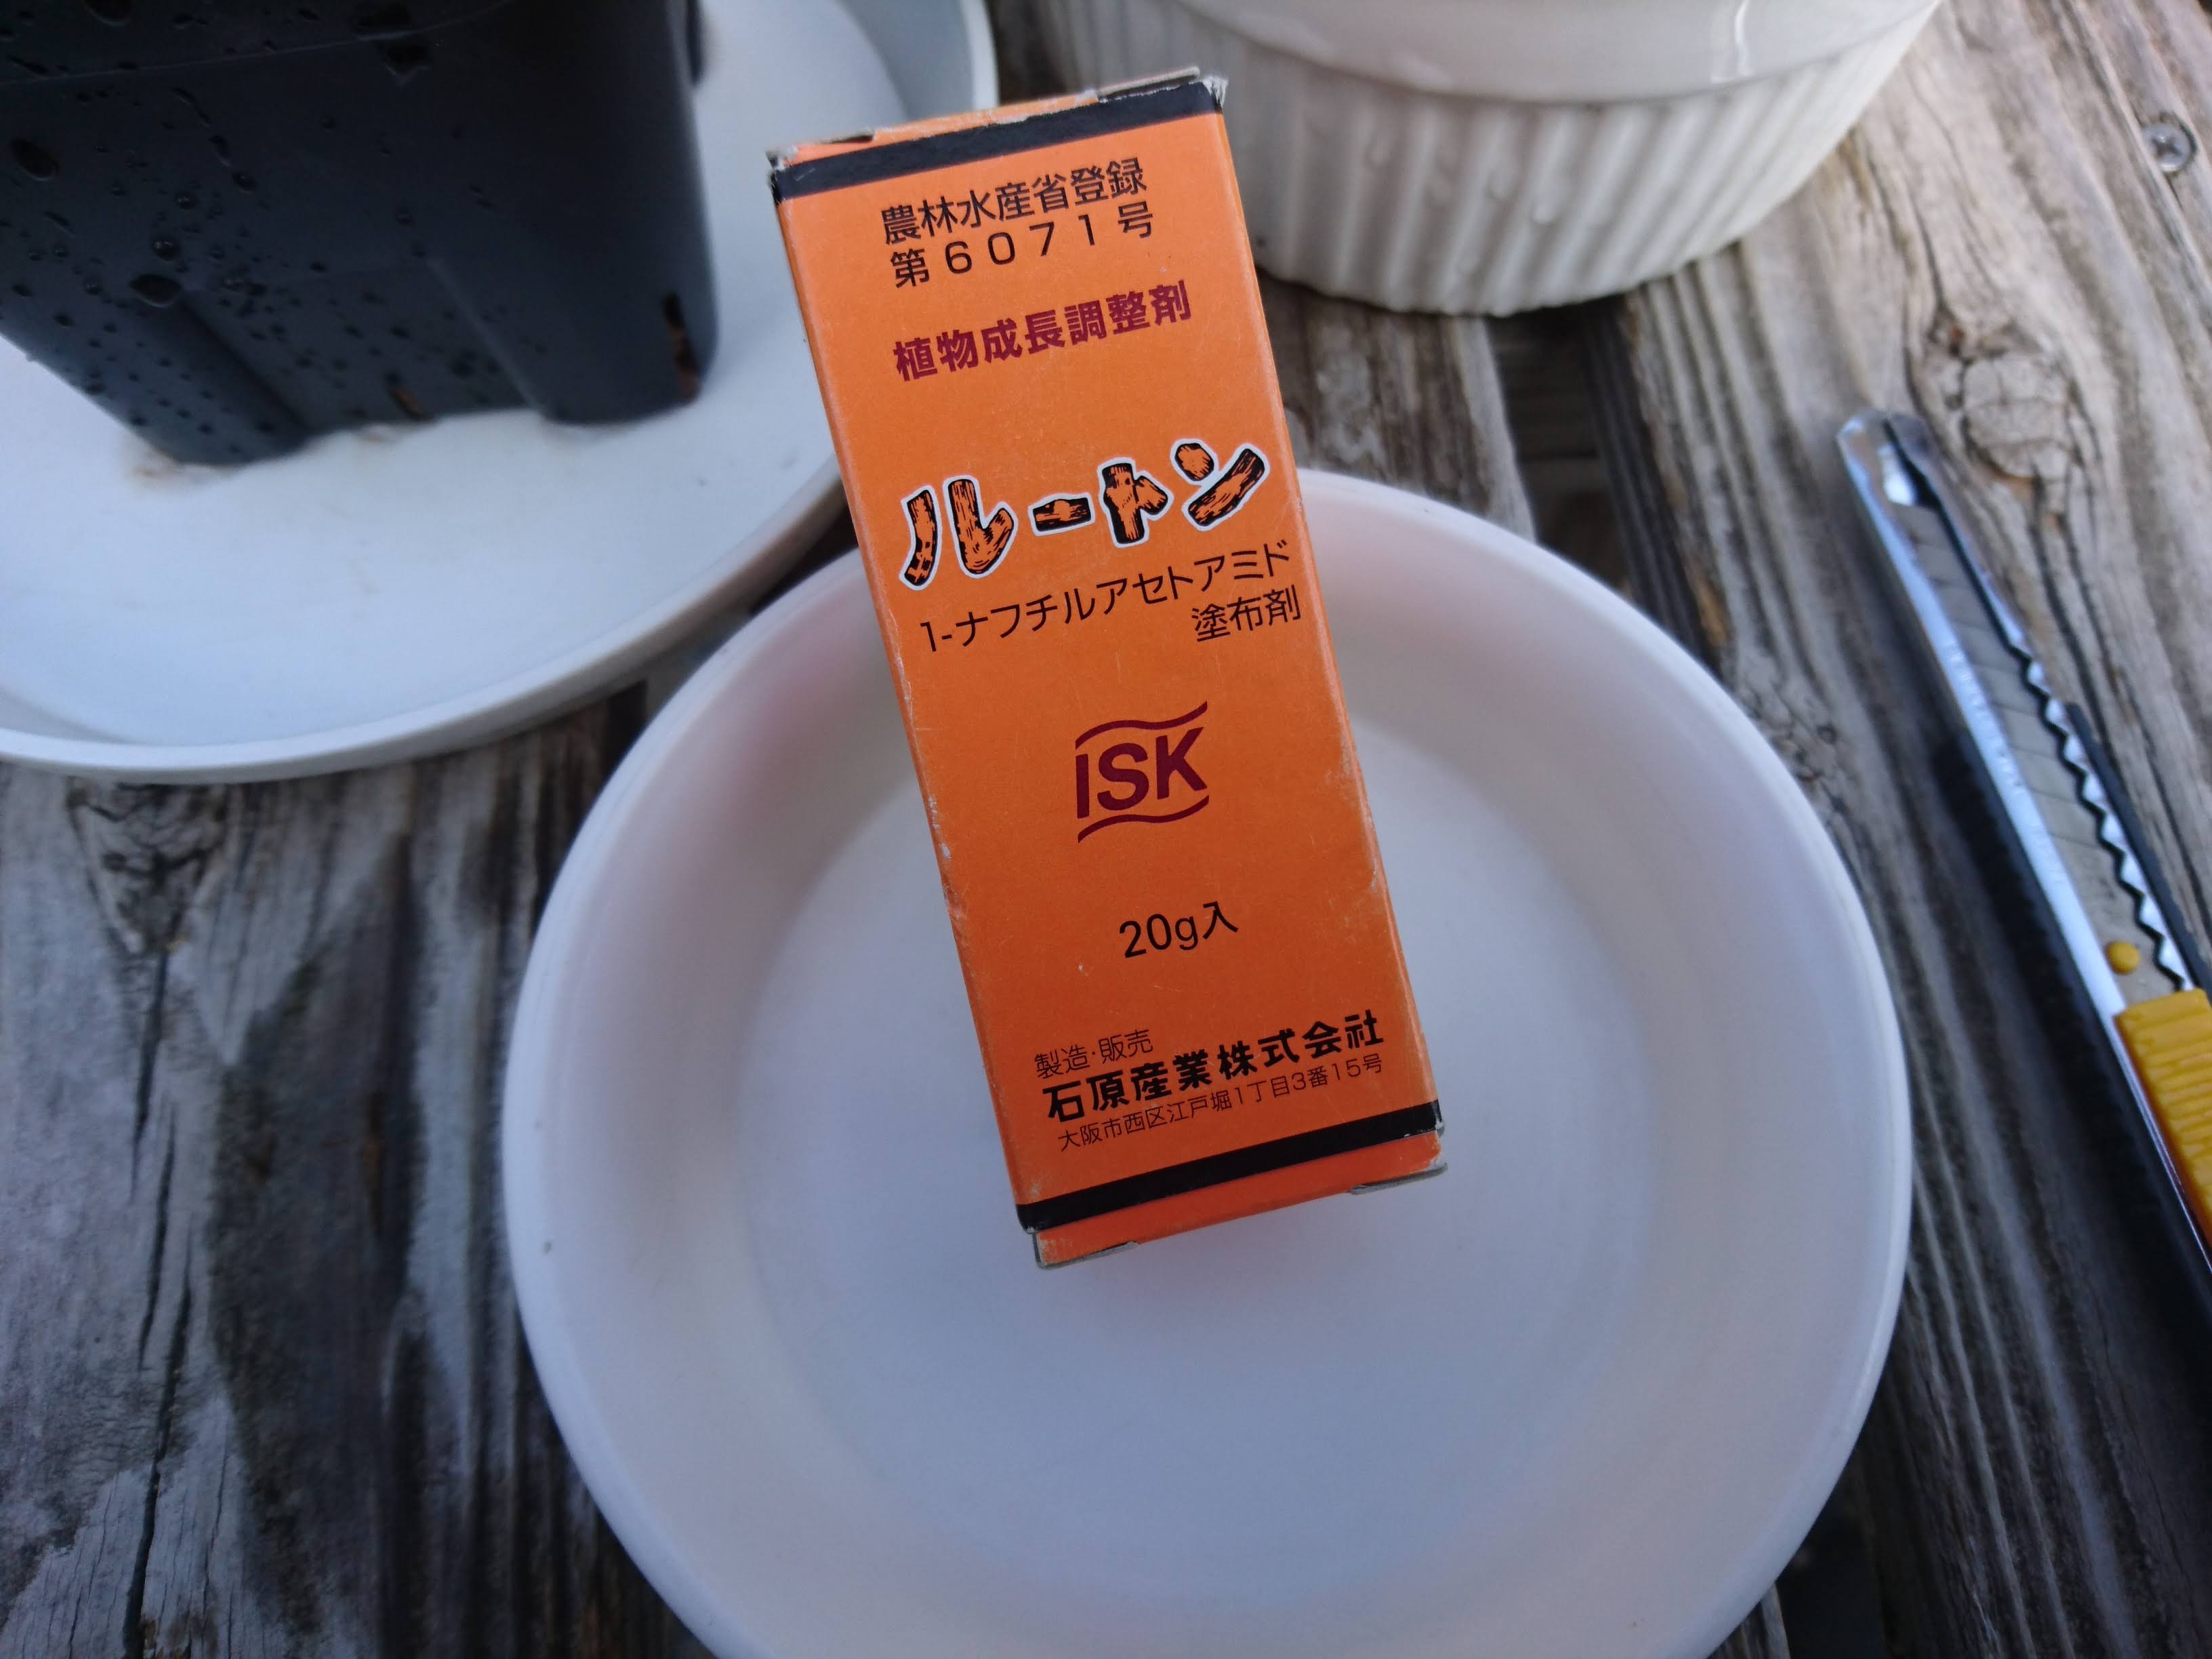 農林水産省登録
第6071号
植物成長調整剤
ルートン
1-ナフチルアセトアミド
塗布剤
ISK
20g入
製造・販売
石原産業株式会社
大阪市西区江戸堀1丁目3番15号